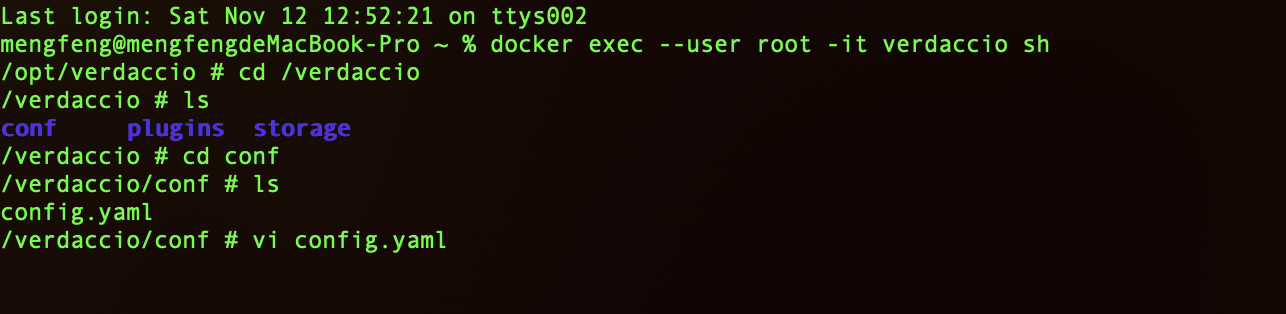 Last login: Sat Nov 12 12:52:21 on ttys002
mengfeng@mengfengdeMacBook-Pro ~ % docker exec --user root -it verdaccio sh
/opt/verdaccio # cd /verdaccio
/verdaccio # ls
conf     plugins  storage
/verdaccio # cd conf
/verdaccio/conf # ls
config.yaml
/verdaccio/conf # vi config.yaml